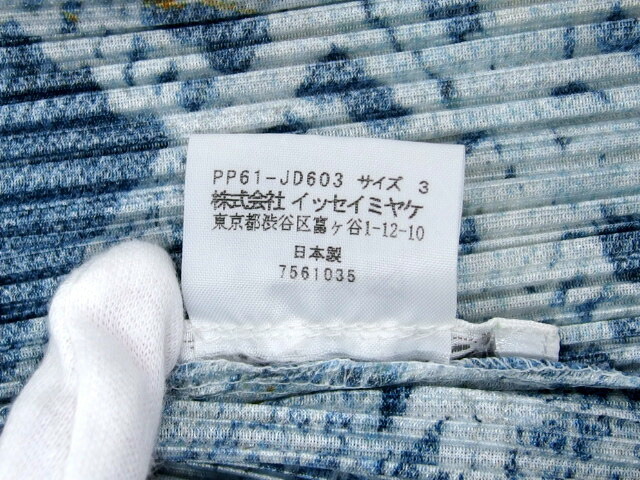 PP61-JD603 サイズ 3
株式会社 イッセイミヤケ
東京都渋谷区富ヶ谷1-12-10
日本製
7561035